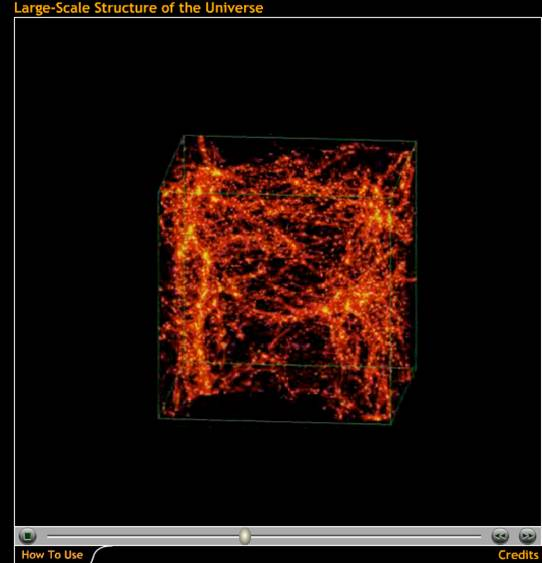 Large-Scale Structure of the Universe
How To Use
Credits